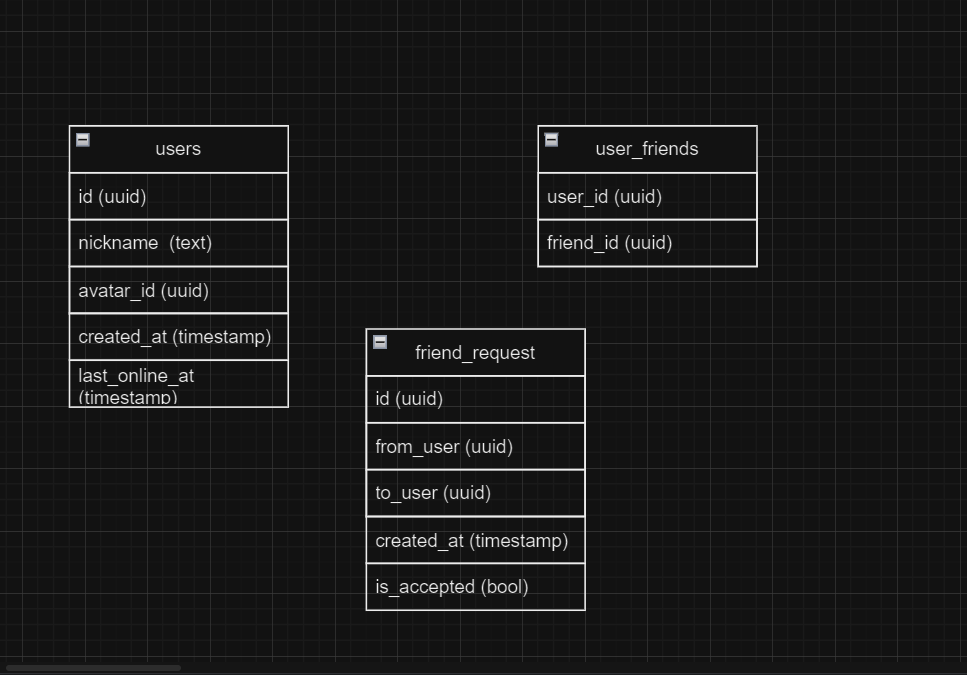 users
id (uuid)
nickname  (text)
avatar_id (uuid)
created_at (timestamp)
last_online_at
(timestamp)
user_friends
user_id (uuid)
friend_id (uuid)
friend_request
id (uuid)
from_user (uuid)
to_user (uuid)
created_at (timestamp)
is_accepted (bool)